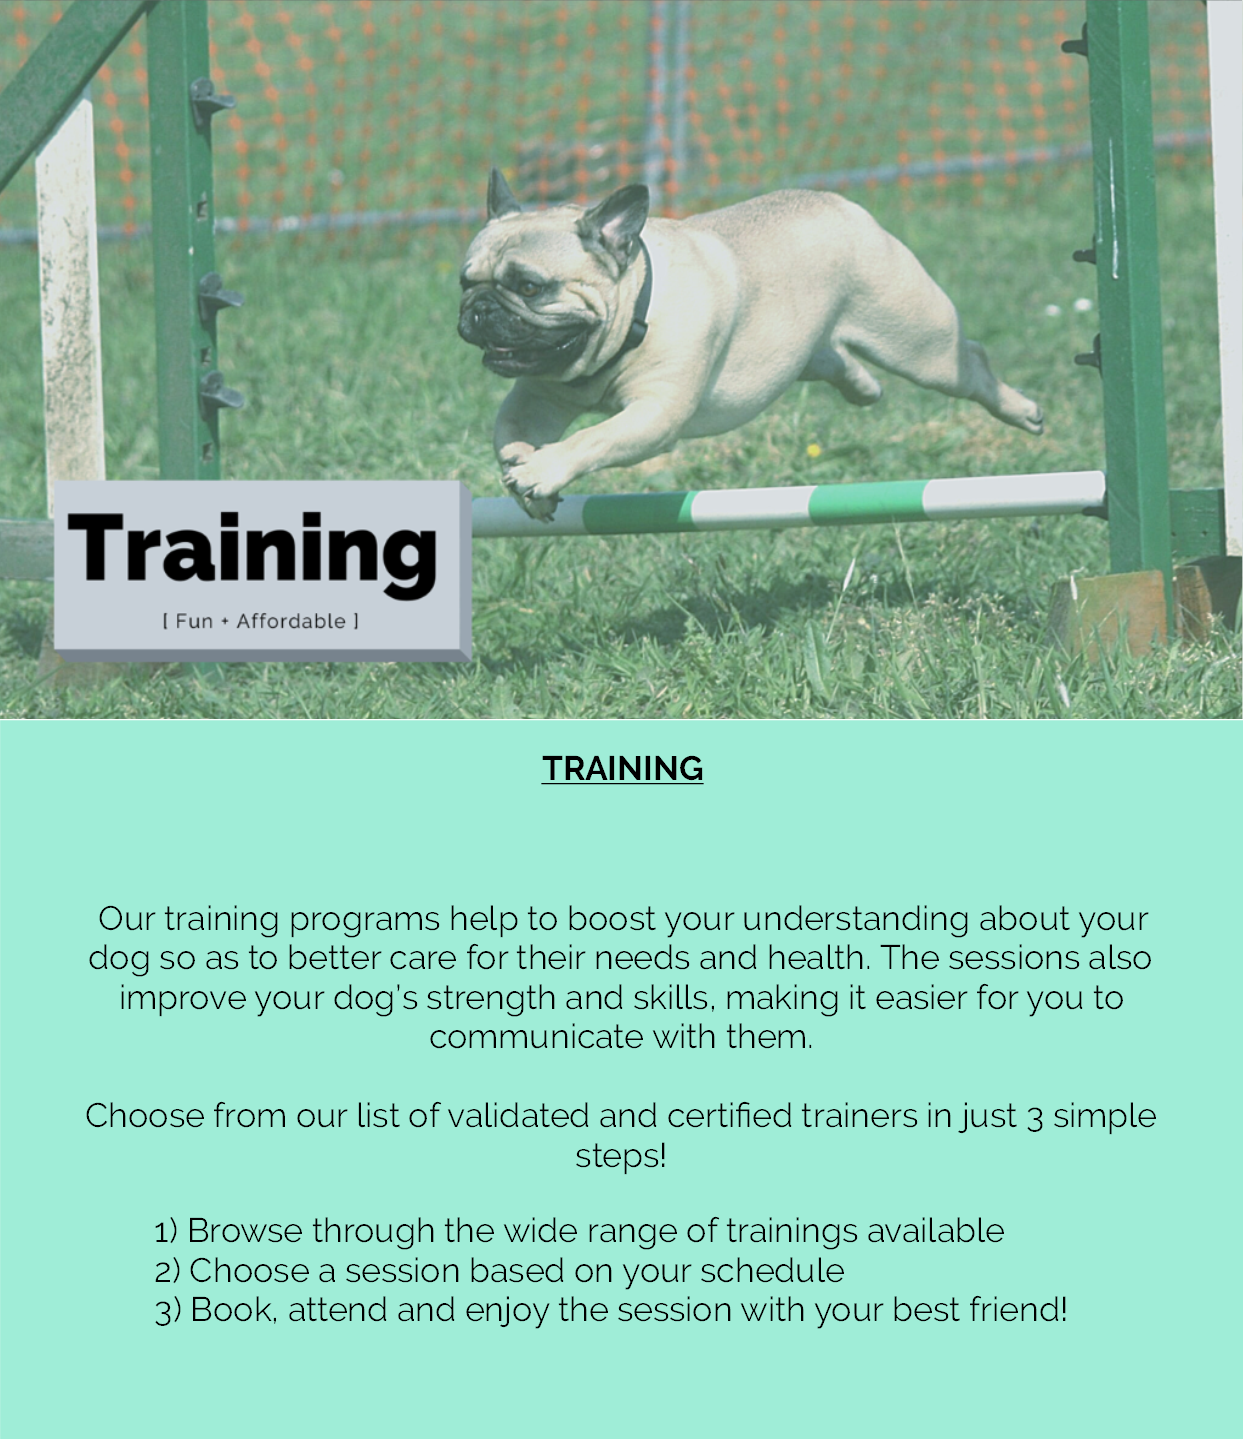 Training
[ Fun + Affordable ]
TRAINING
Our training programs help to boost your understanding about your
dog so as to better care for their needs and health. The sessions also
improve your dog's strength and skills, making it easier for you to
communicate with them.
Choose from our list of validated and certified trainers in just 3 simple
steps!
1) Browse through the wide range of trainings available
2) Choose a session based on your schedule
3) Book, attend and enjoy the session with your best friend!